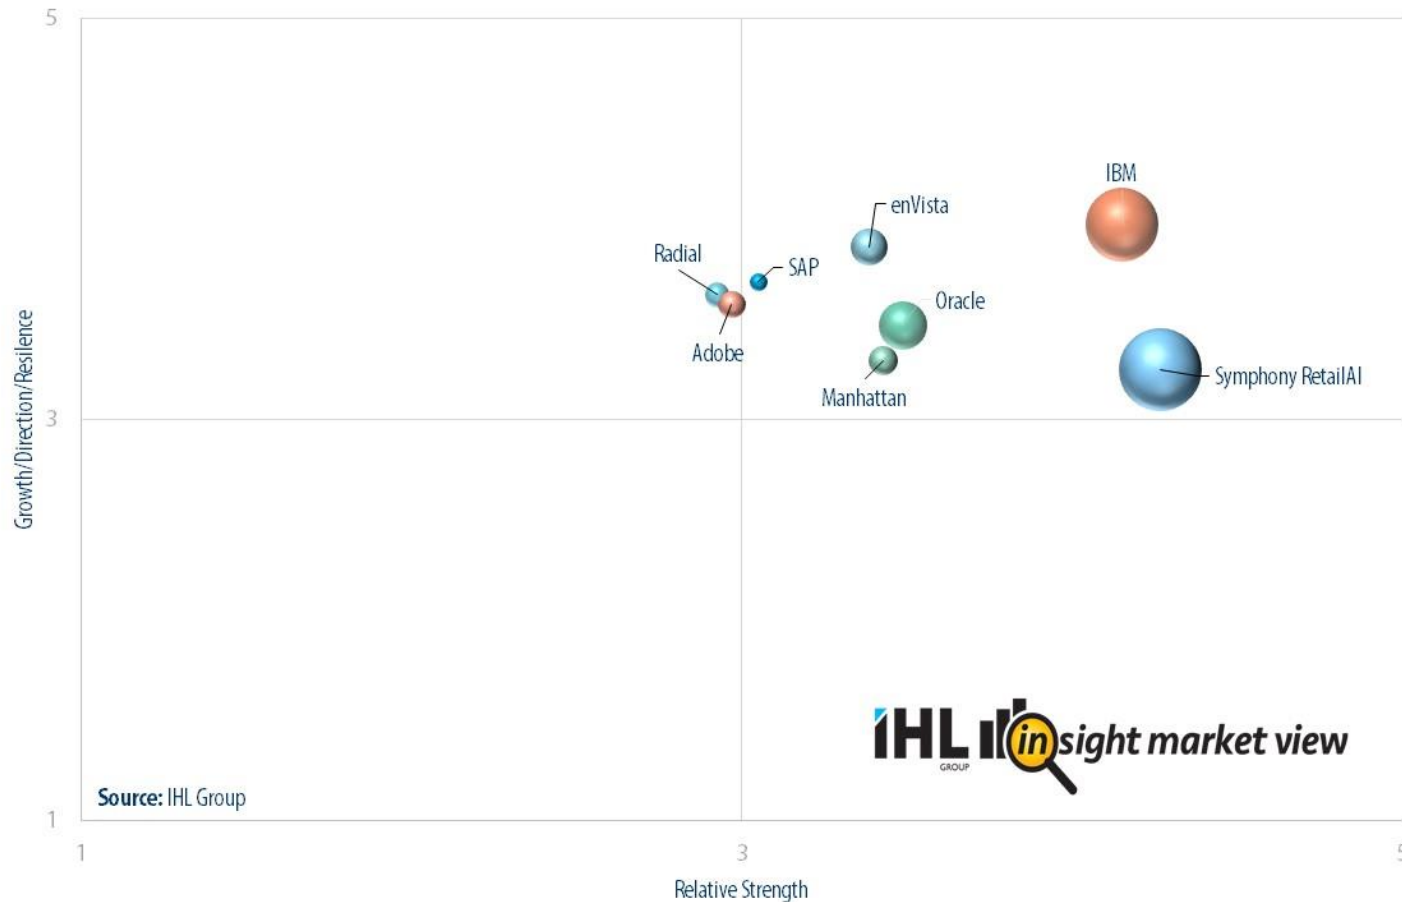 5
IBM
enVista
Radial
SAP
Oracle
Adobe
Manhattan
Symphony RetailAI
Growth/Direction/Resilence
3
iHL GROUP insight market view
Source: IHL Group
1
1 3 5
Relative Strength